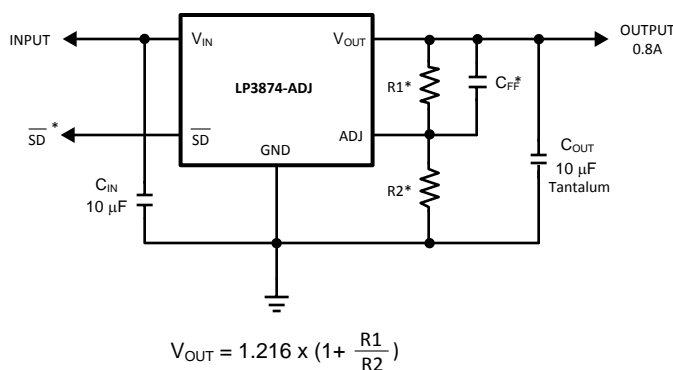 INPUT
V_IN
V_OUT
OUTPUT
0.8A
LP3874-ADJ
R1*
C_FF*
SD *
SD
ADJ
GND
C_OUT
10 μF
Tantalum
C_IN
10 μF
R2*
V_OUT = 1.216 x (1+ R1/R2)